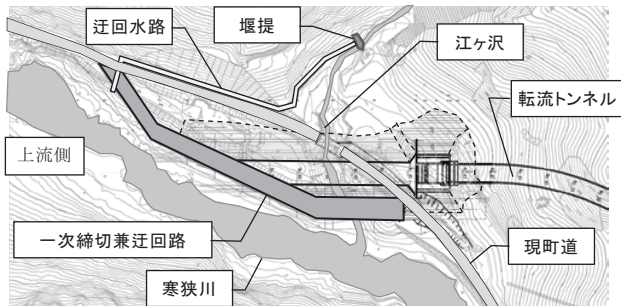 迂回水路
堰提
江ヶ沢
転流トンネル
上流側
一次締切兼迂回路
寒狭川
現町道